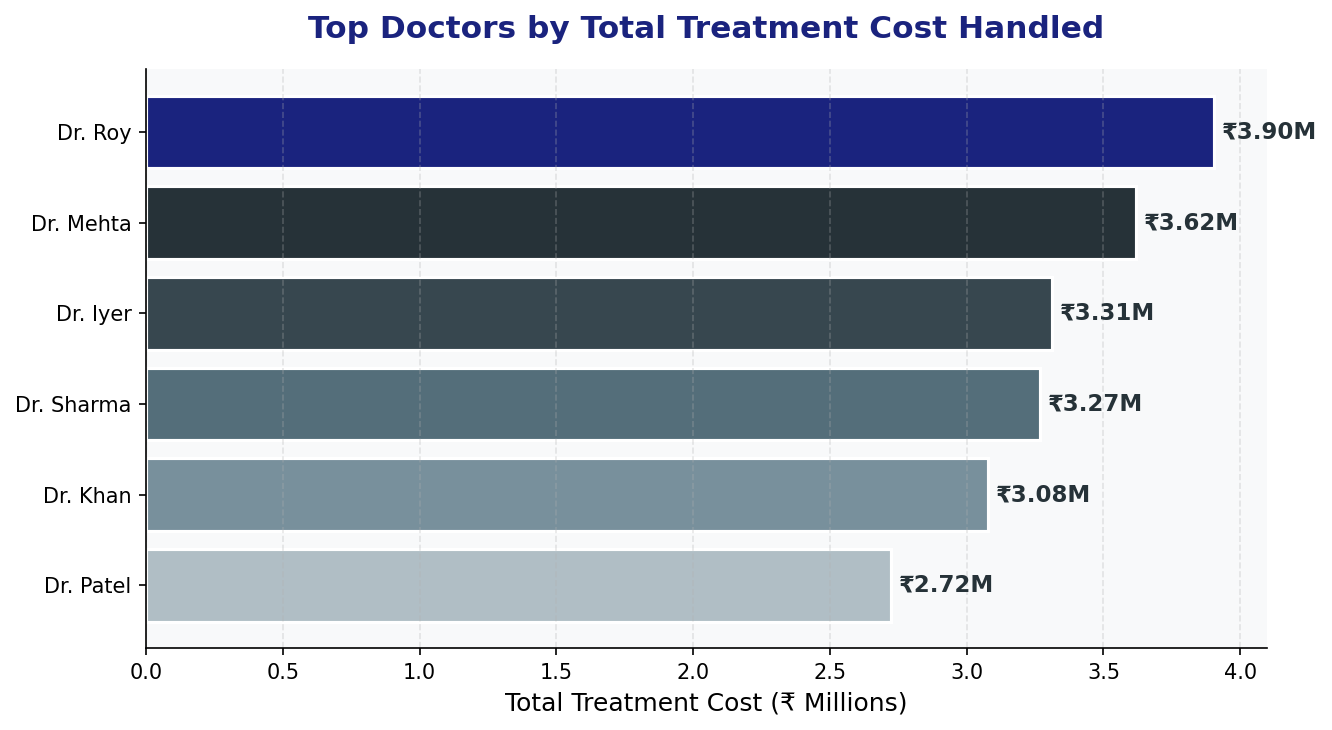 Top Doctors by Total Treatment Cost Handled
Dr. Roy ₹3.90M
Dr. Mehta ₹3.62M
Dr. Iyer ₹3.31M
Dr. Sharma ₹3.27M
Dr. Khan ₹3.08M
Dr. Patel ₹2.72M
0.0 0.5 1.0 1.5 2.0 2.5 3.0 3.5 4.0
Total Treatment Cost (₹ Millions)